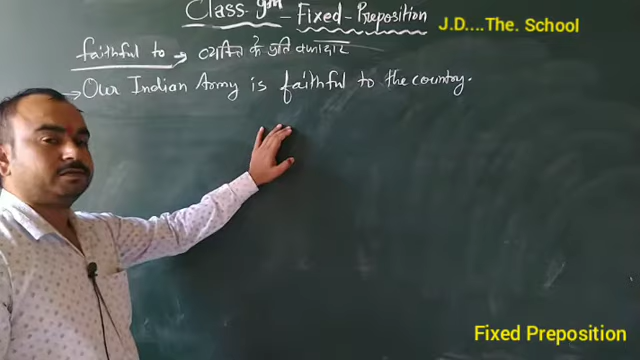 Class - 9th - Fixed - Preposition
J.D....The. School
faithful to → व्यक्ति के प्रति वफादार
→ Our Indian Army is faithful to the country.
Fixed Preposition